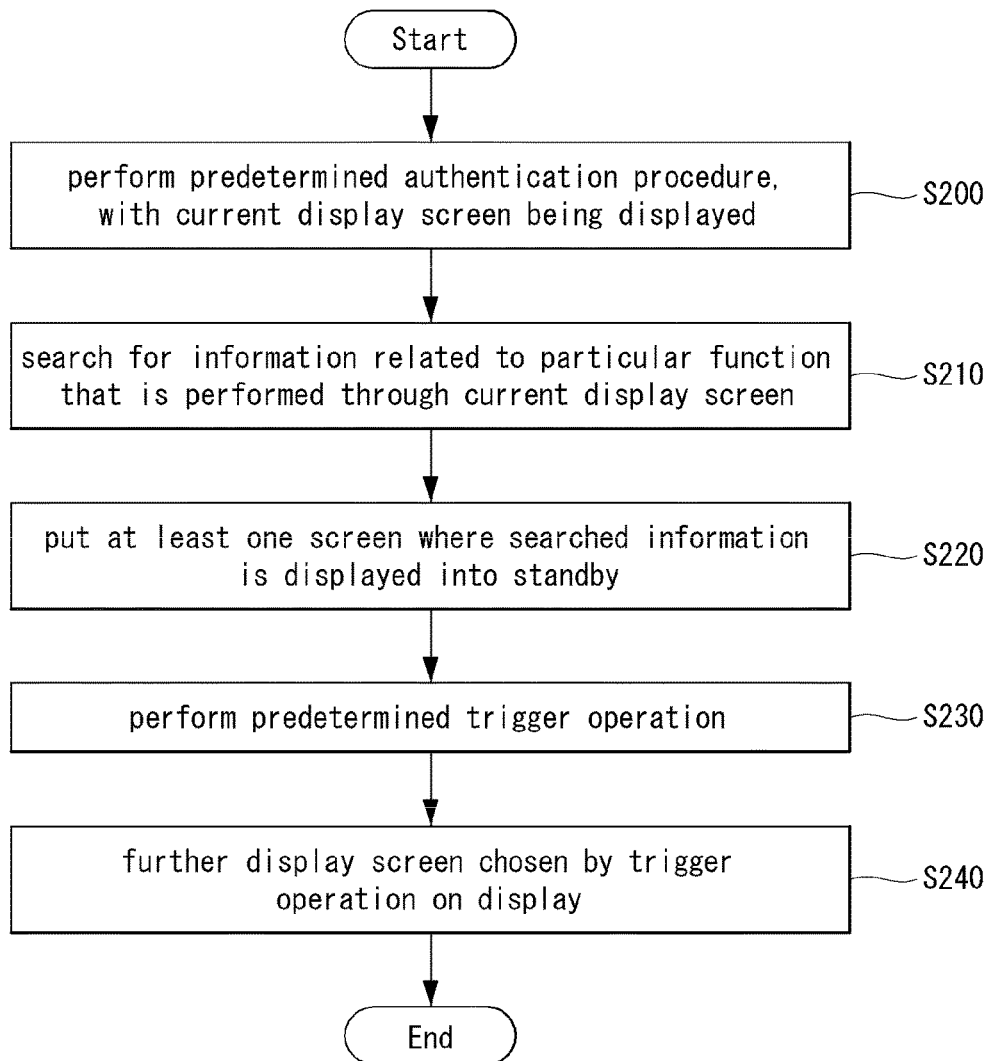 Start
perform predetermined authentication procedure,
with current display screen being displayed
S200
search for information related to particular function
that is performed through current display screen
S210
put at least one screen where searched information
is displayed into standby
S220
perform predetermined trigger operation
S230
further display screen chosen by trigger
operation on display
S240
End